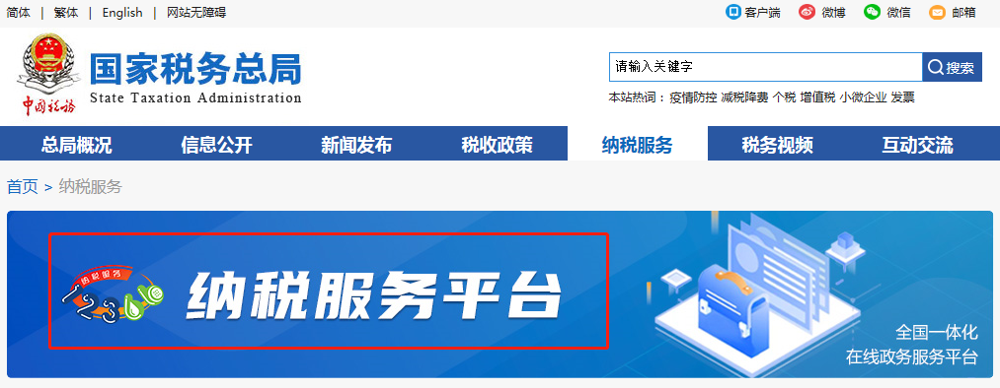 简体 | 繁体 | English | 网站无障碍
客户端 微博 微信 邮箱
国家税务总局
State Taxation Administration
中国税务
请输入关键字
搜索
本站热词： 疫情防控 减税降费 个税 增值税 小微企业 发票
总局概况 信息公开 新闻发布 税收政策 纳税服务 税务视频 互动交流
首页 > 纳税服务
纳税服务
12366
纳税服务平台
全国一体化
在线政务服务平台